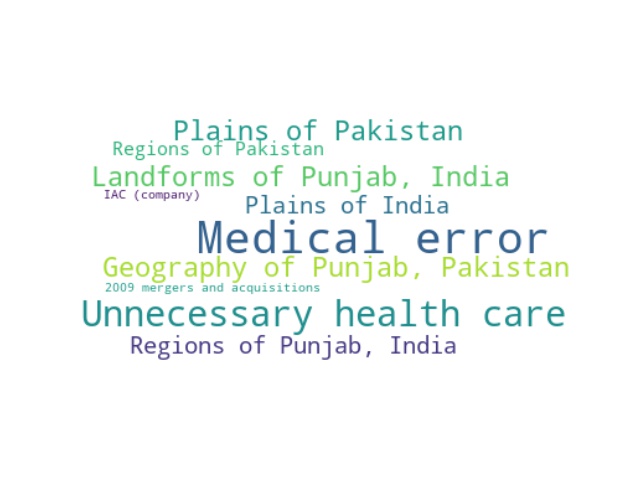 Plains of Pakistan
Regions of Pakistan
Landforms of Punjab, India
IAC (company)
Plains of India
Medical error
Geography of Punjab, Pakistan
2009 mergers and acquisitions
Unnecessary health care
Regions of Punjab, India